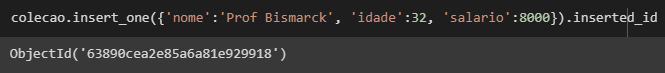 colecao.insert_one({'nome':'Prof Bismarck', 'idade':32, 'salario':8000}).inserted_id
ObjectId('63890cea2e85a6a81e929918')